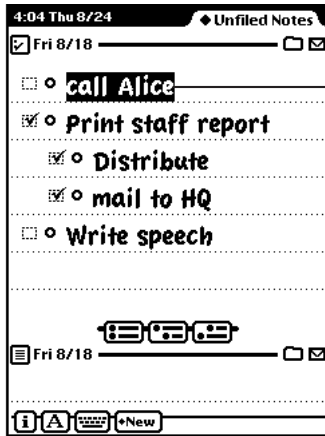 4:04 Thu 8/24 ◆Unfiled Notes
Fri 8/18
call Alice
Print staff report
Distribute
mail to HQ
Write speech
Fri 8/18
i A New